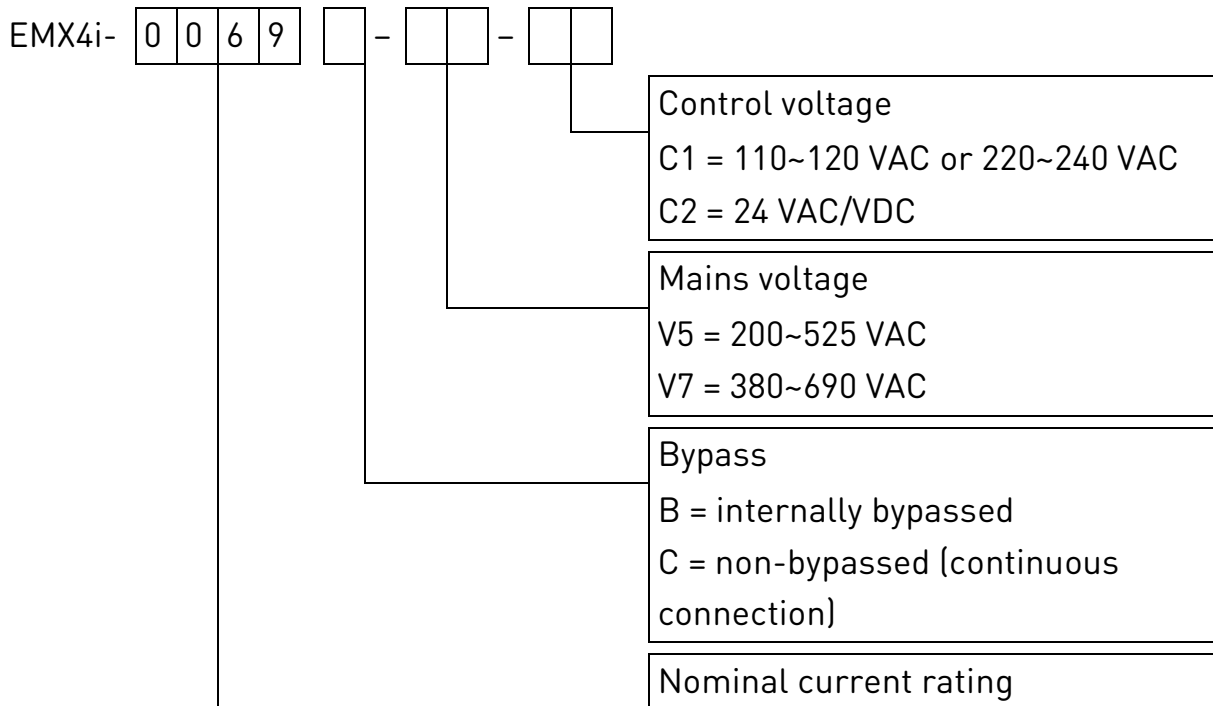 EMX4i- 0 0 6 9 – –
Control voltage
C1 = 110~120 VAC or 220~240 VAC
C2 = 24 VAC/VDC
Mains voltage
V5 = 200~525 VAC
V7 = 380~690 VAC
Bypass
B = internally bypassed
C = non-bypassed (continuous
connection)
Nominal current rating